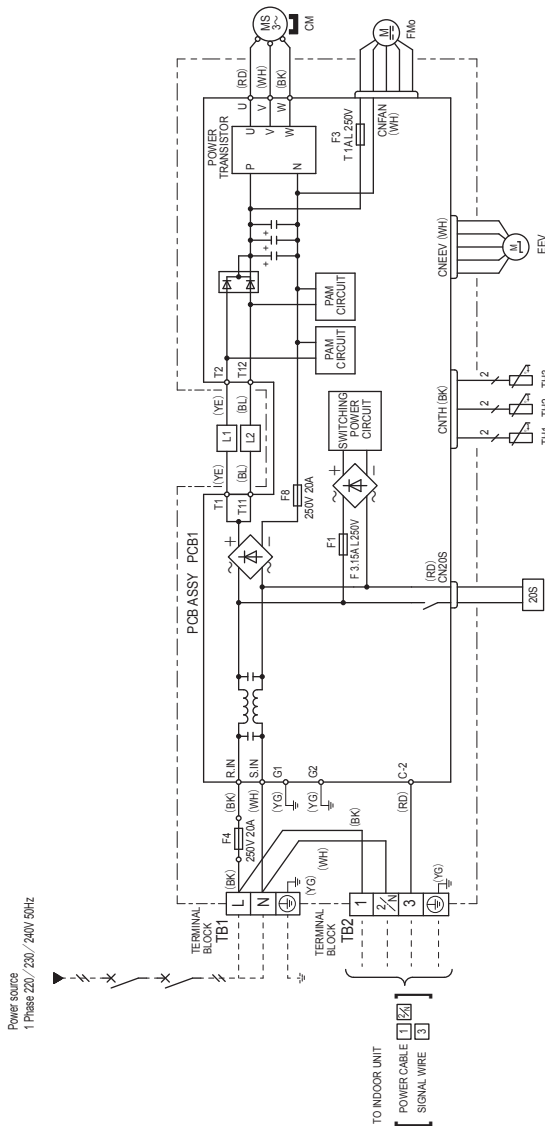 Power source
1 Phase 220/230/240V 50Hz
TERMINAL
BLOCK
TB1
L
N
(BK)
F4
250V 20A
(BK)
(WH)
(YG)
R.IN
S.IN
G1
(YG)
G2
(YG)
C-2
(RD)
(BK)
(WH)
TERMINAL
BLOCK
TB2
1
2/N
3
(YG)
TO INDOOR UNIT
POWER CABLE 1 2/N
SIGNAL WIRE 3
PCB ASSY PCB1
T1
T11
(YE)
(BL)
L1
L2
(YE)
(BL)
T2
T12
F8
250V 20A
F1
F 3.15A L 250V
SWITCHING
POWER
CIRCUIT
PAM
CIRCUIT
PAM
CIRCUIT
+
−
~
~
+
−
~
~
+
+
+
POWER
TRANSISTOR
P
N
U
V
W
U
V
W
(RD)
(WH)
(BK)
MS
3~
CM
F3
T 1A L 250V
CNFAN
(WH)
M
FMo
CNEEV (WH)
M
EEV
CNTH (BK)
2
2
2
t°
t°
t°
TH1
(RD)
CN20S
20S